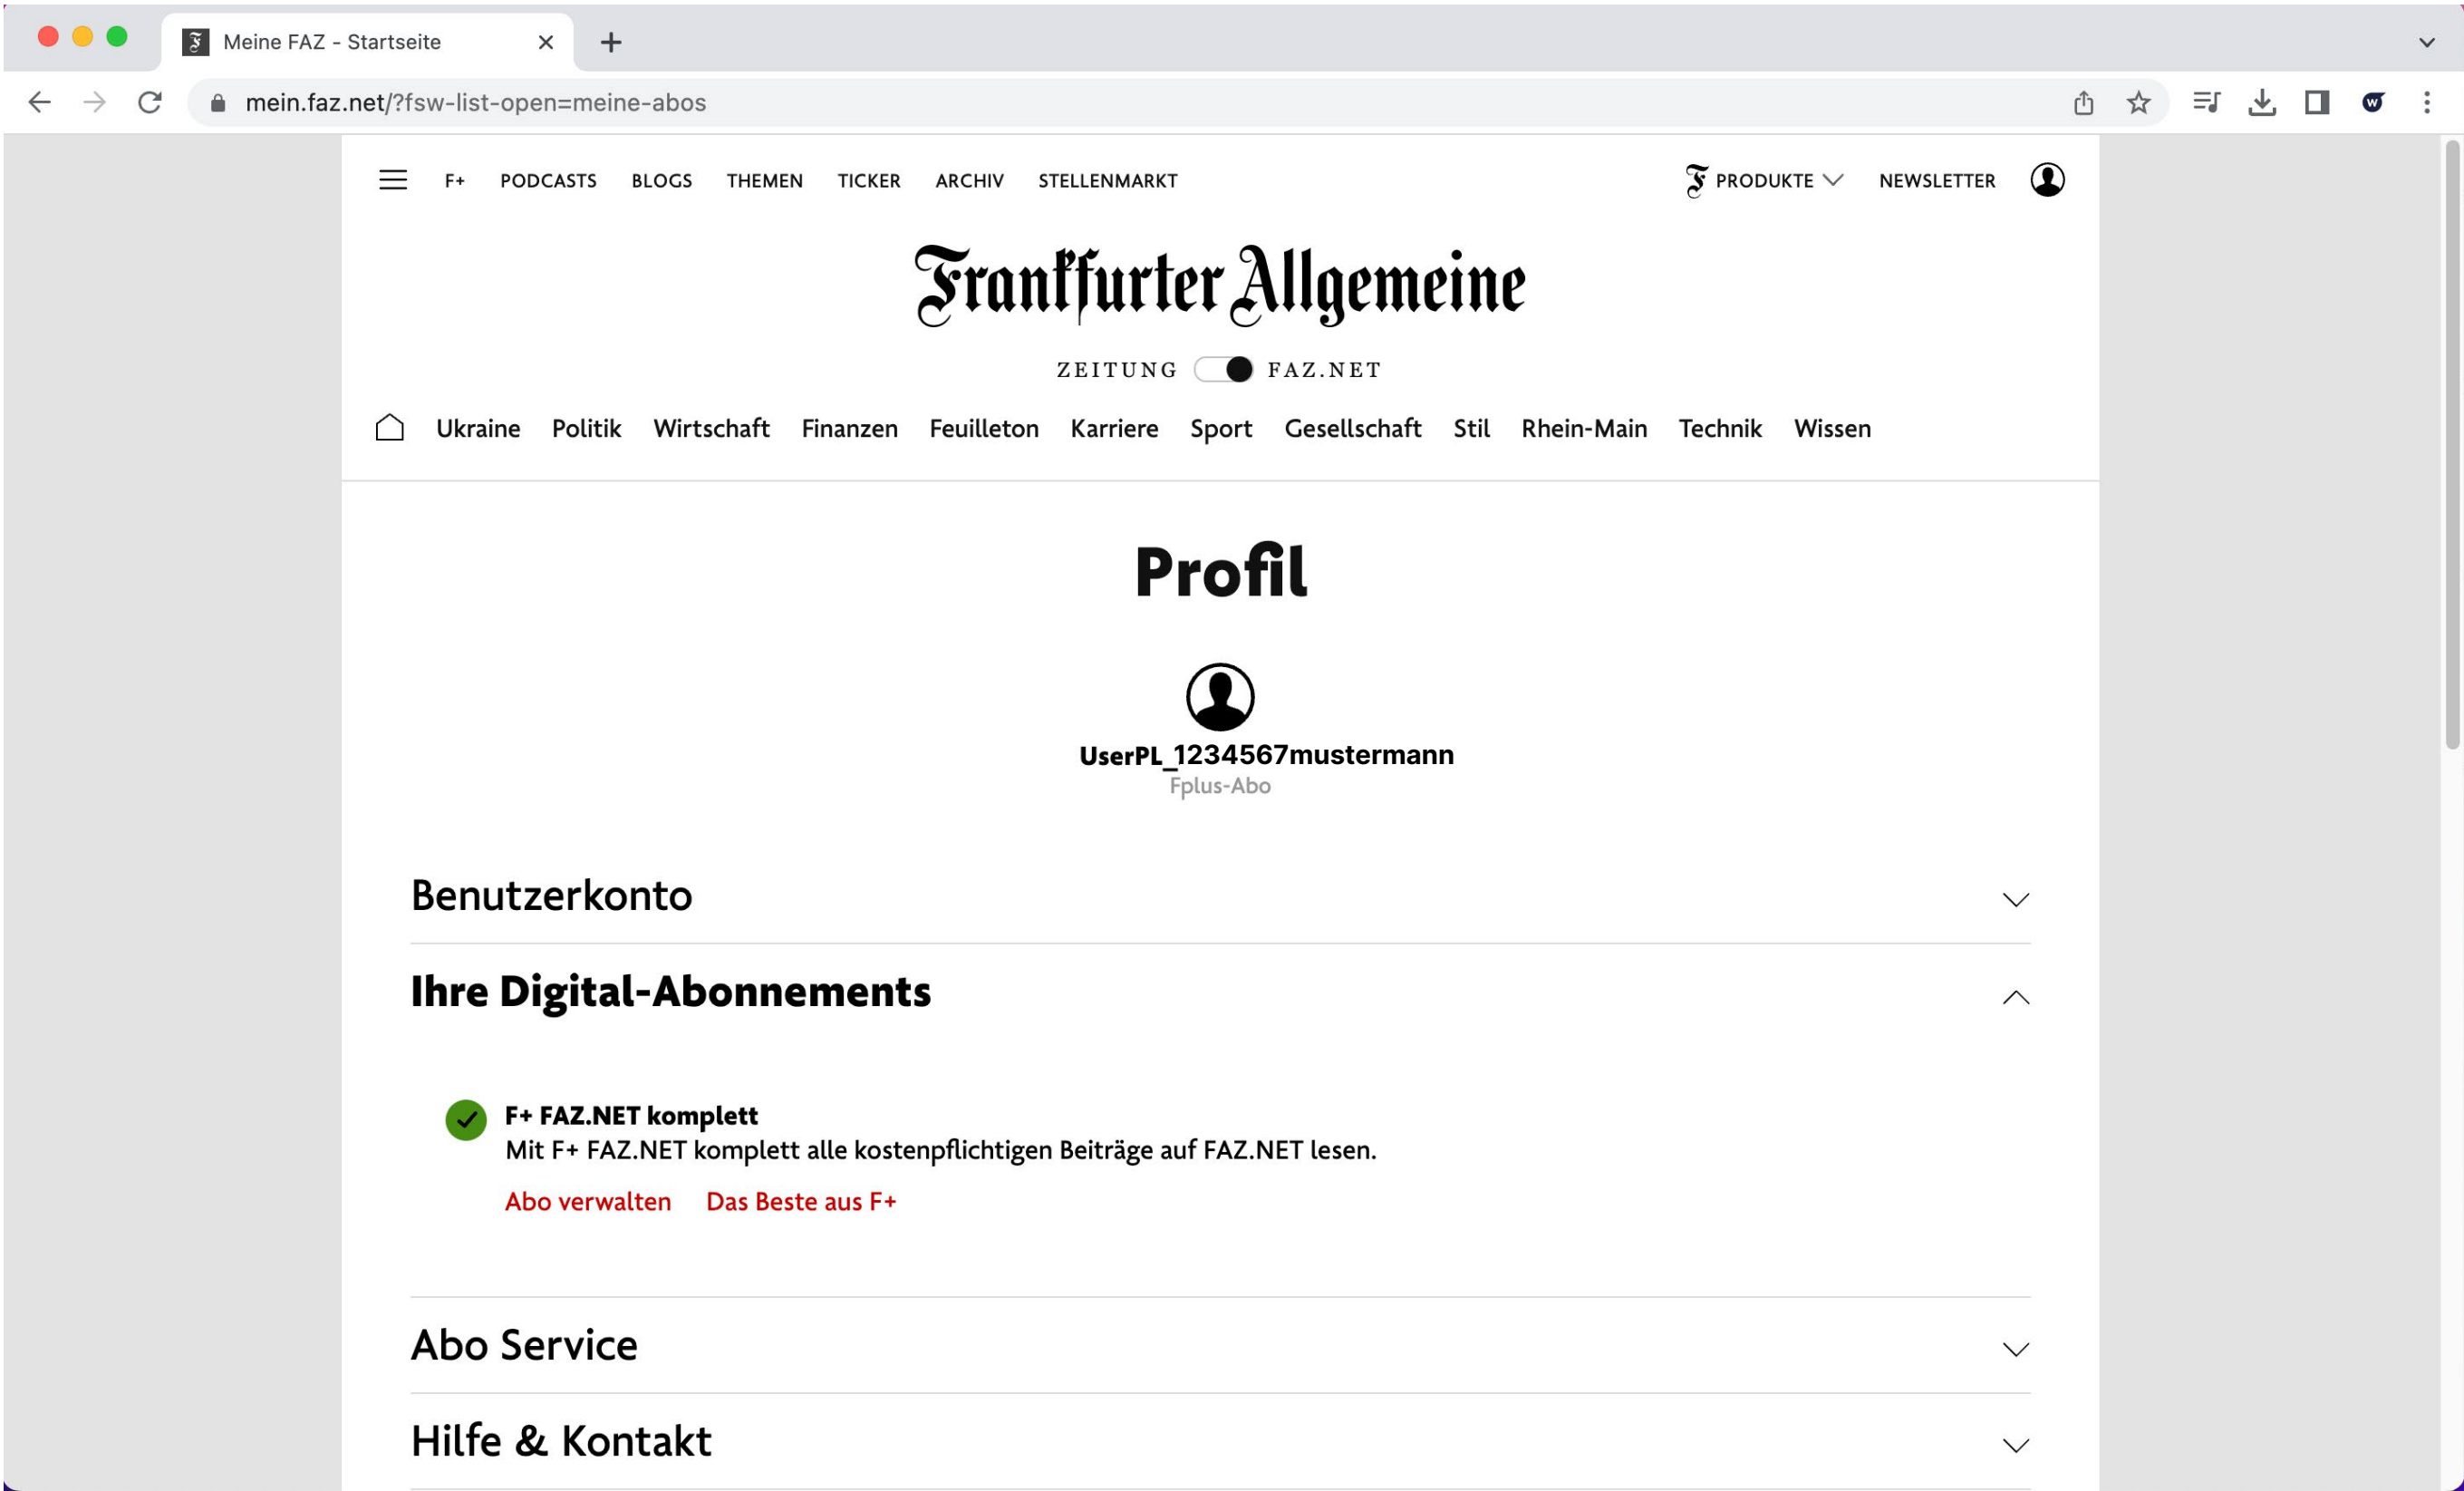 Meine FAZ - Startseite
mein.faz.net/?fsw-list-open=meine-abos
F+ PODCASTS BLOGS THEMEN TICKER ARCHIV STELLENMARKT PRODUKTE NEWSLETTER
Frankfurter Allgemeine
ZEITUNG FAZ.NET
Ukraine Politik Wirtschaft Finanzen Feuilleton Karriere Sport Gesellschaft Stil Rhein-Main Technik Wissen
Profil
UserPL_1234567mustermann
Fplus-Abo
Benutzerkonto
Ihre Digital-Abonnements
F+ FAZ.NET komplett
Mit F+ FAZ.NET komplett alle kostenpflichtigen Beiträge auf FAZ.NET lesen.
Abo verwalten Das Beste aus F+
Abo Service
Hilfe & Kontakt